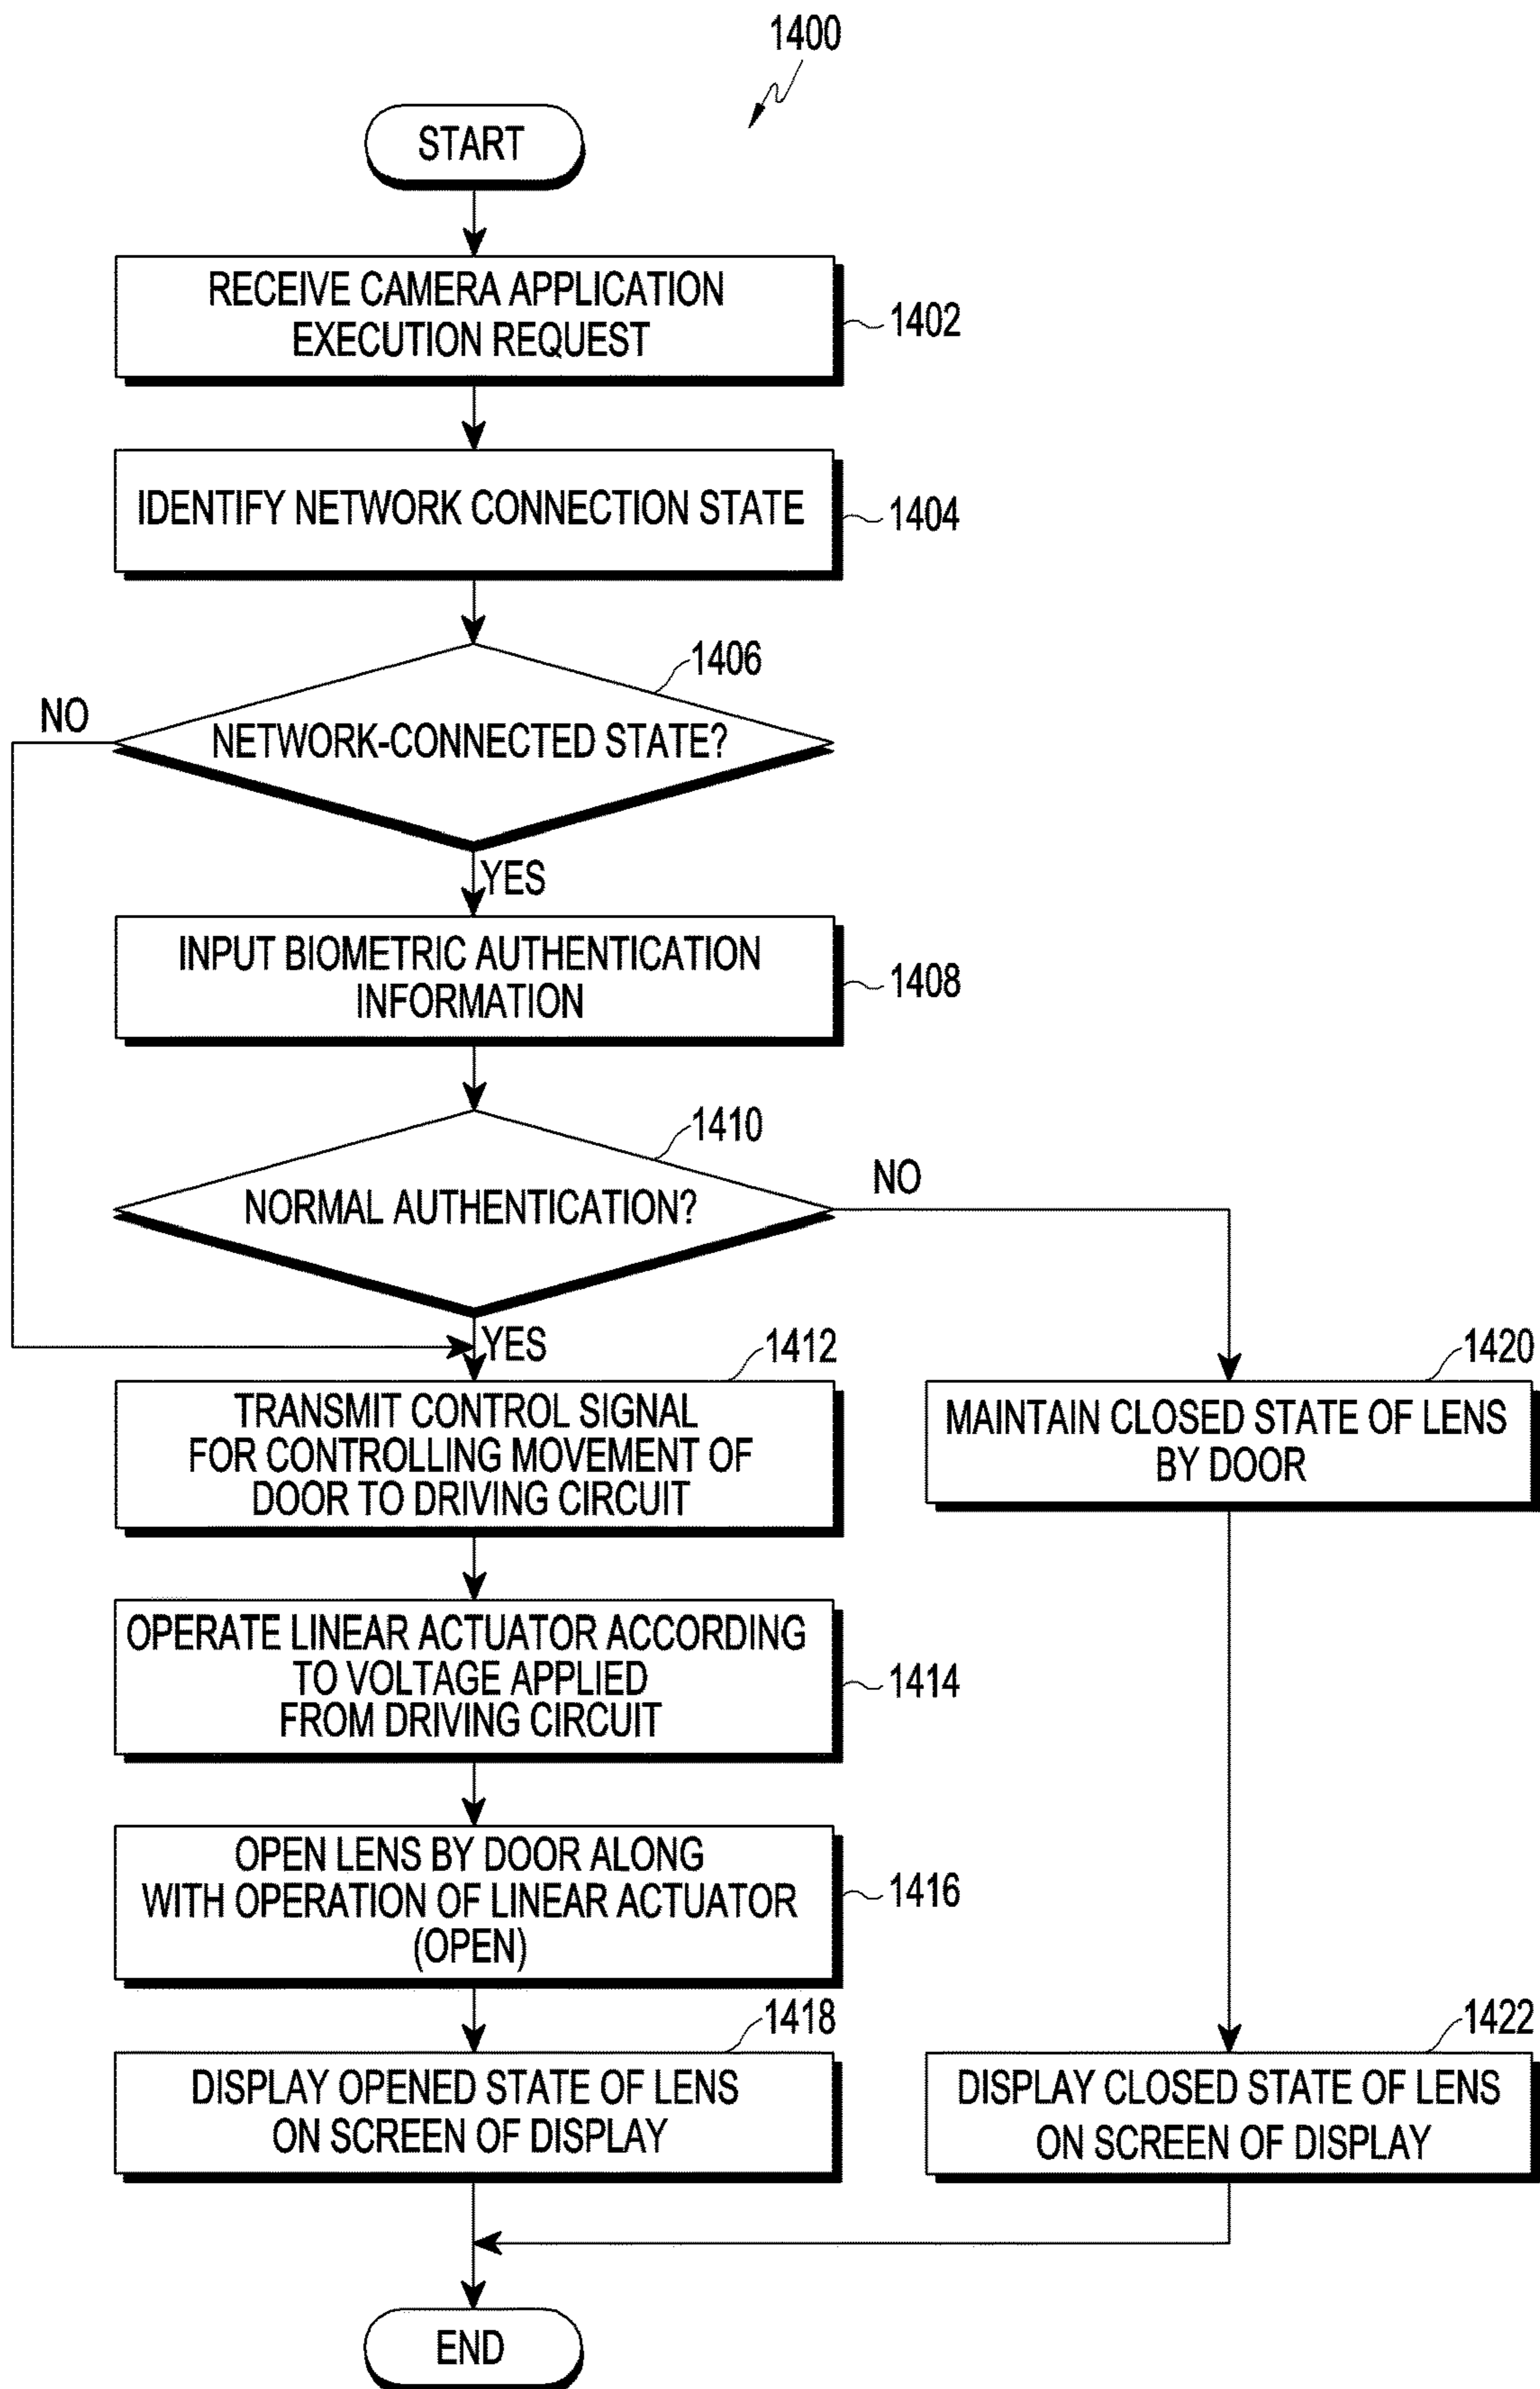 1400
START
RECEIVE CAMERA APPLICATION
EXECUTION REQUEST
1402
IDENTIFY NETWORK CONNECTION STATE
1404
1406
NO
NETWORK-CONNECTED STATE?
YES
INPUT BIOMETRIC AUTHENTICATION
INFORMATION
1408
1410
NO
NORMAL AUTHENTICATION?
YES
1412
TRANSMIT CONTROL SIGNAL
FOR CONTROLLING MOVEMENT OF
DOOR TO DRIVING CIRCUIT
1420
MAINTAIN CLOSED STATE OF LENS
BY DOOR
OPERATE LINEAR ACTUATOR ACCORDING
TO VOLTAGE APPLIED
FROM DRIVING CIRCUIT
1414
OPEN LENS BY DOOR ALONG
WITH OPERATION OF LINEAR ACTUATOR
(OPEN)
1416
1418
DISPLAY OPENED STATE OF LENS
ON SCREEN OF DISPLAY
1422
DISPLAY CLOSED STATE OF LENS
ON SCREEN OF DISPLAY
END